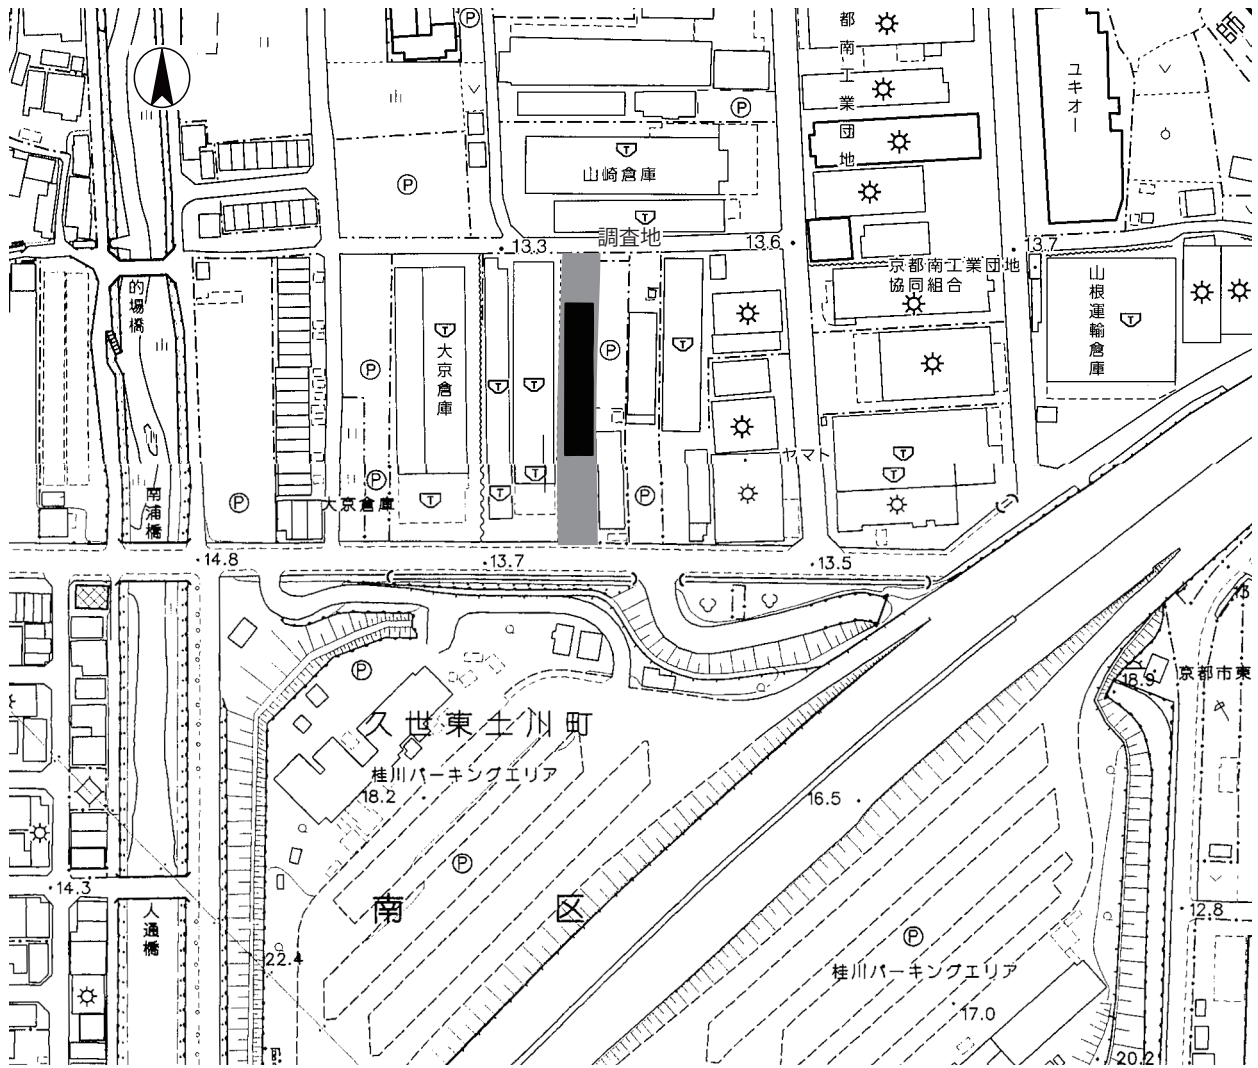 都南工業団地
師
ユキオー
山崎倉庫
調査地
13.3
13.6
13.7
京都南工業団地
協同組合
的場橋
大京倉庫
山根運輸倉庫
ヤマト
南浦橋
大京倉庫
14.8
13.7
13.5
13
18.9
京都市東
久世東土川町
桂川パーキングエリア
18.2
16.5
14.3
南区
12.8
人通橋
22.4
桂川パーキングエリア
17.0
20.2